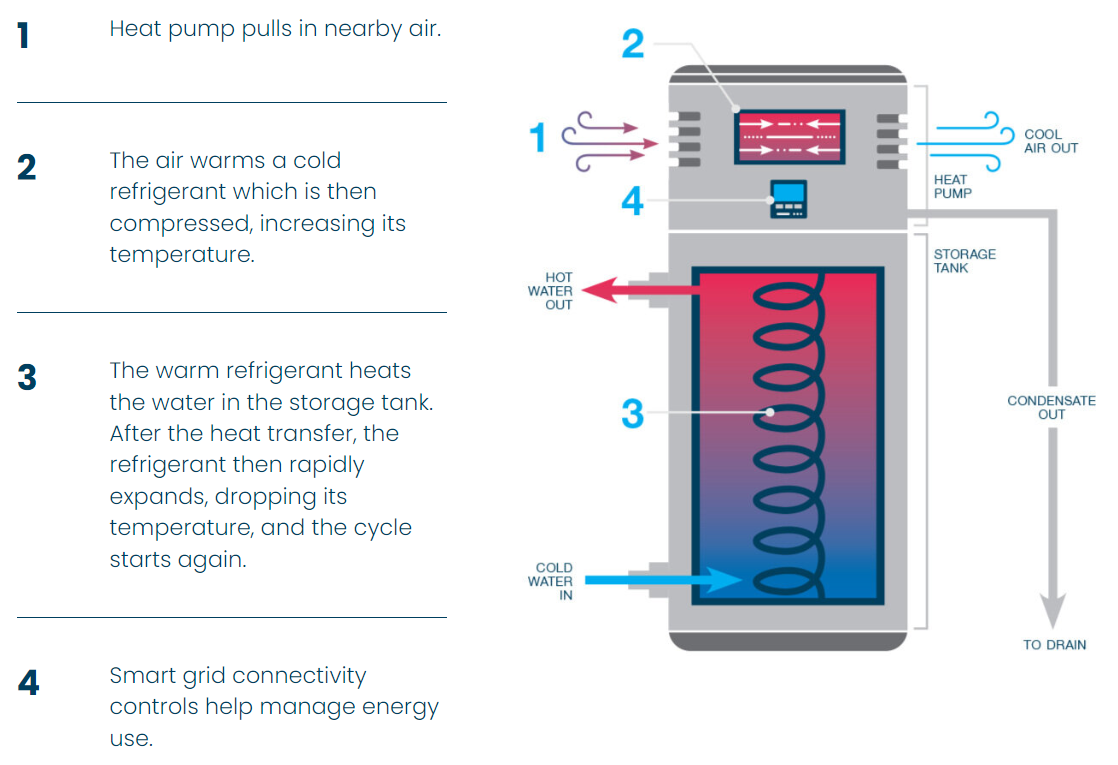 1
Heat pump pulls in nearby air.
2
The air warms a cold
refrigerant which is then
compressed, increasing its
temperature.
3
The warm refrigerant heats
the water in the storage tank.
After the heat transfer, the
refrigerant then rapidly
expands, dropping its
temperature, and the cycle
starts again.
4
Smart grid connectivity
controls help manage energy
use.
2
1
COOL
AIR OUT
HEAT
PUMP
4
STORAGE
TANK
HOT
WATER
OUT
3
CONDENSATE
OUT
COLD
WATER
IN
TO DRAIN